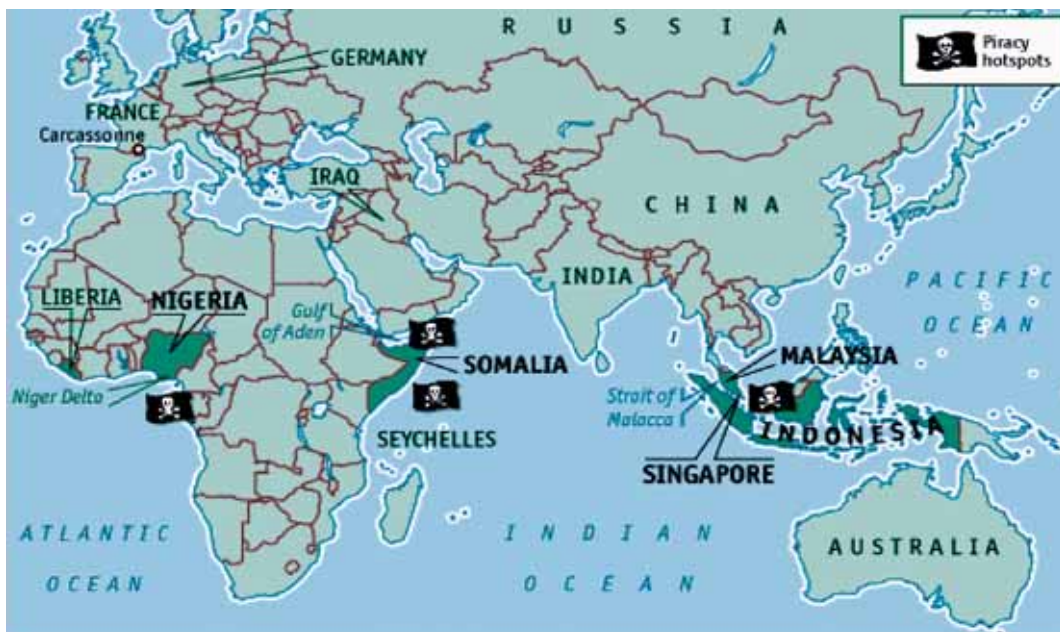 RUSSIA
Piracy
hotspots
GERMANY
FRANCE
Carcassonne
IRAQ
CHINA
INDIA
PACIFIC
OCEAN
LIBERIA
NIGERIA
Gulf
of Aden
SOMALIA
MALAYSIA
Niger Delta
Strait of
Malacca
SEYCHELLES
INDONESIA
SINGAPORE
ATLANTIC
OCEAN
INDIAN
OCEAN
AUSTRALIA